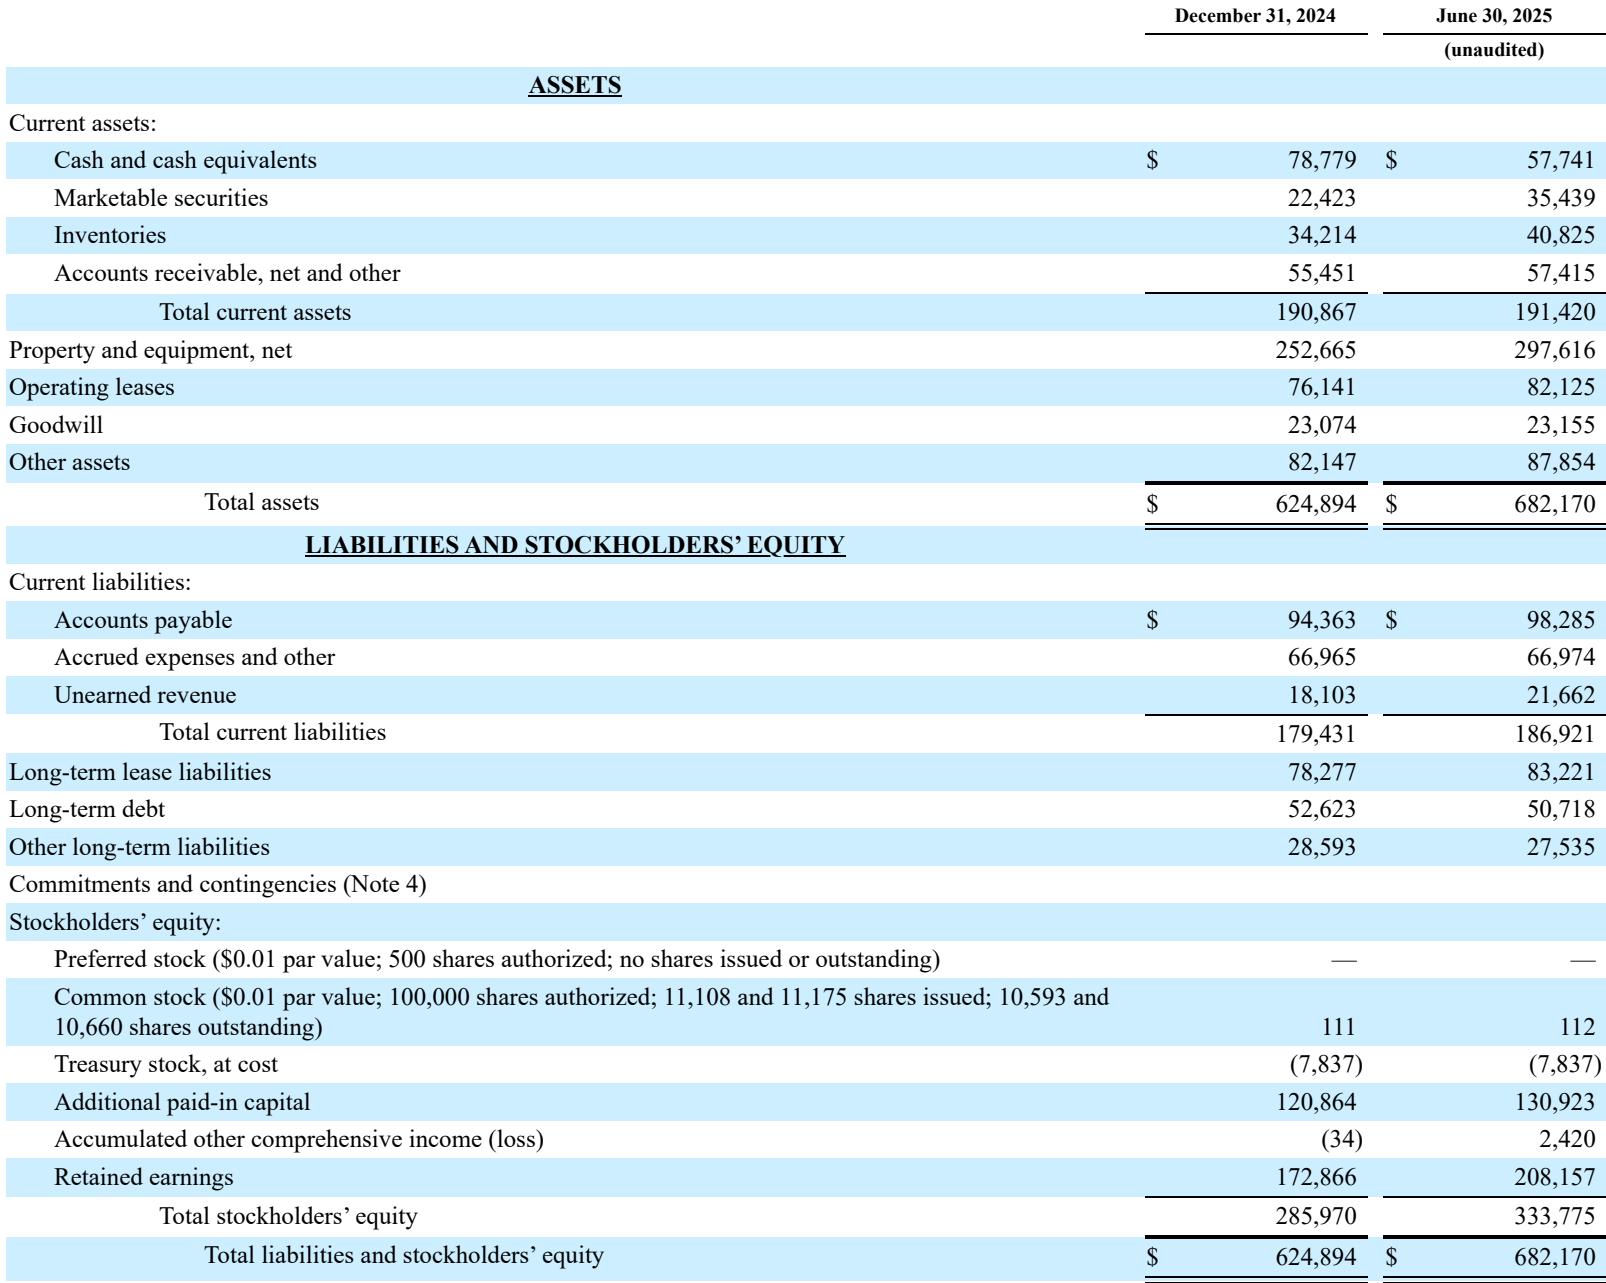 December 31, 2024 June 30, 2025
(unaudited)
ASSETS
Current assets:
Cash and cash equivalents $ 78,779 $ 57,741
Marketable securities 22,423 35,439
Inventories 34,214 40,825
Accounts receivable, net and other 55,451 57,415
Total current assets 190,867 191,420
Property and equipment, net 252,665 297,616
Operating leases 76,141 82,125
Goodwill 23,074 23,155
Other assets 82,147 87,854
Total assets $ 624,894 $ 682,170
LIABILITIES AND STOCKHOLDERS’ EQUITY
Current liabilities:
Accounts payable $ 94,363 $ 98,285
Accrued expenses and other 66,965 66,974
Unearned revenue 18,103 21,662
Total current liabilities 179,431 186,921
Long-term lease liabilities 78,277 83,221
Long-term debt 52,623 50,718
Other long-term liabilities 28,593 27,535
Commitments and contingencies (Note 4)
Stockholders’ equity:
Preferred stock ($0.01 par value; 500 shares authorized; no shares issued or outstanding) — —
Common stock ($0.01 par value; 100,000 shares authorized; 11,108 and 11,175 shares issued; 10,593 and
10,660 shares outstanding) 111 112
Treasury stock, at cost (7,837) (7,837)
Additional paid-in capital 120,864 130,923
Accumulated other comprehensive income (loss) (34) 2,420
Retained earnings 172,866 208,157
Total stockholders’ equity 285,970 333,775
Total liabilities and stockholders’ equity $ 624,894 $ 682,170